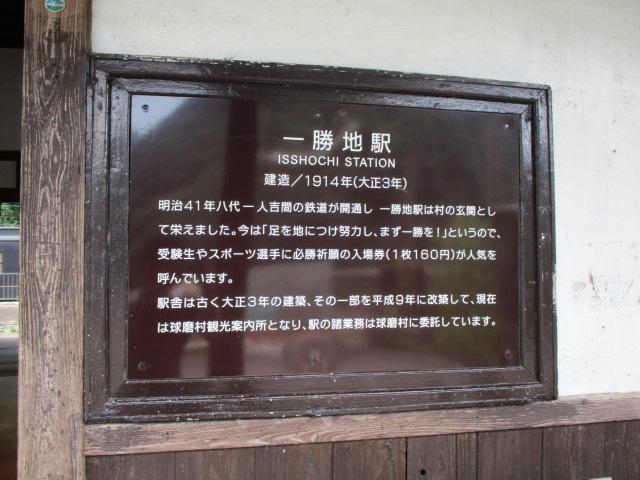 一勝地駅
ISSHOCHI STATION
建造／1914年(大正3年)
明治41年八代－人吉間の鉄道が開通し 一勝地駅は村の玄関とし
て栄えました。今は「足を地につけ努力し、まず一勝を！」というので、
受験生やスポーツ選手に必勝祈願の入場券(1枚160円)が人気を
呼んでいます。
駅舎は古く大正3年の建築、その一部を平成9年に改築して、現在
は球磨村観光案内所となり、駅の諸業務は球磨村に委託しています。